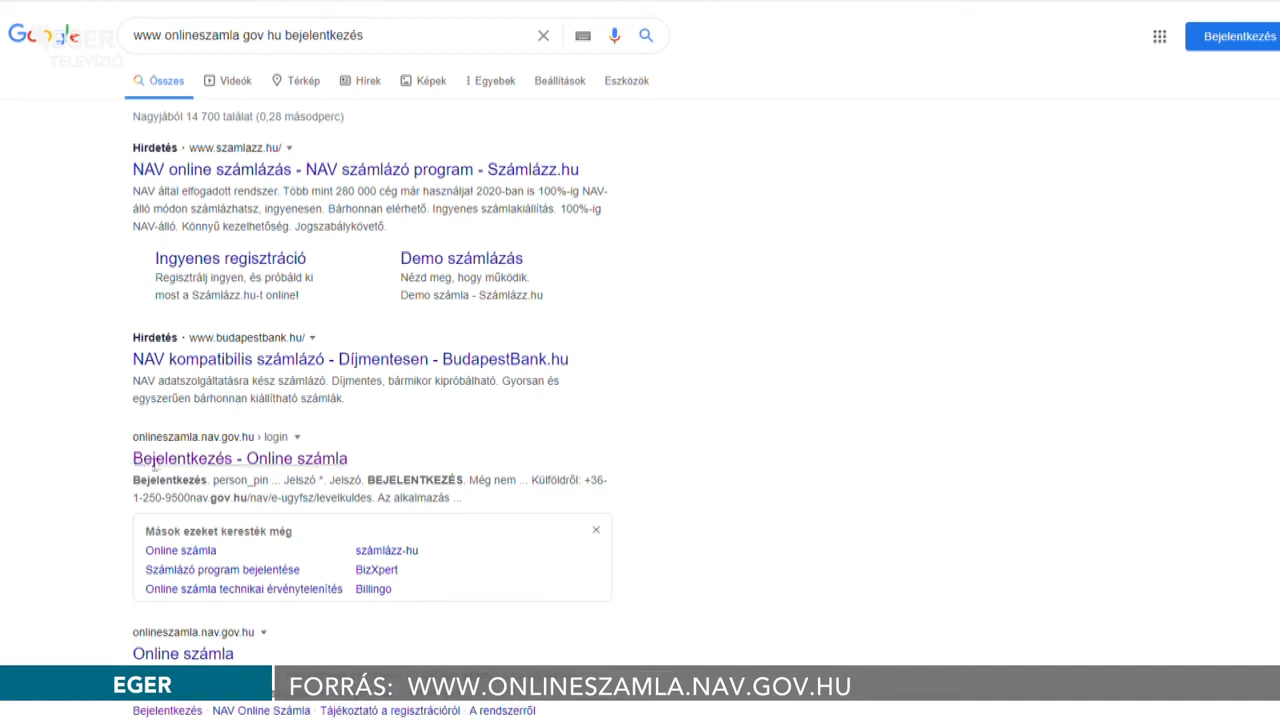 Google
EGER
TELEVÍZIÓ
www onlineszamla gov hu bejelentkezés
Bejelentkezés
Összes Videók Térkép Hírek Képek Egyebek Beállítások Eszközök
Nagyjából 14 700 találat (0,28 másodperc)
Hirdetés · www.szamlazz.hu/
NAV online számlázás - NAV számlázó program - Számlázz.hu
NAV által elfogadott rendszer. Több mint 280 000 cég már használja! 2020-ban is 100%-ig NAV-
álló módon számlázhatsz, ingyenesen. Bárhonnan elérhető. Ingyenes számlakiállítás. 100%-ig
NAV-álló. Könnyű kezelhetőség. Jogszabálykövető.
Ingyenes regisztráció
Regisztrálj ingyen, és próbáld ki
most a Számlázz.hu-t online!
Demo számlázás
Nézd meg, hogy működik.
Demo számla - Számlázz.hu
Hirdetés · www.budapestbank.hu/
NAV kompatibilis számlázó - Díjmentesen - BudapestBank.hu
NAV adatszolgáltatásra kész számlázó. Díjmentes, bármikor kipróbálható. Gyorsan és
egyszerűen bárhonnan kiállítható számlák.
onlineszamla.nav.gov.hu › login
Bejelentkezés - Online számla
Bejelentkezés. person_pin ... Jelszó *. Jelszó. BEJELENTKEZÉS. Még nem ... Külföldről: +36-
1-250-9500nav.gov.hu/nav/e-ugyfsz/levelkuldes. Az alkalmazás ...
Mások ezeket keresték még
Online számla számlázz-hu
Számlázó program bejelentése BizXpert
Online számla technikai érvénytelenítés Billingo
onlineszamla.nav.gov.hu
Online számla
EGER FORRÁS: WWW.ONLINESZAMLA.NAV.GOV.HU
Bejelentkezés · NAV Online Számla · Tájékoztató a regisztrációról · A rendszerről